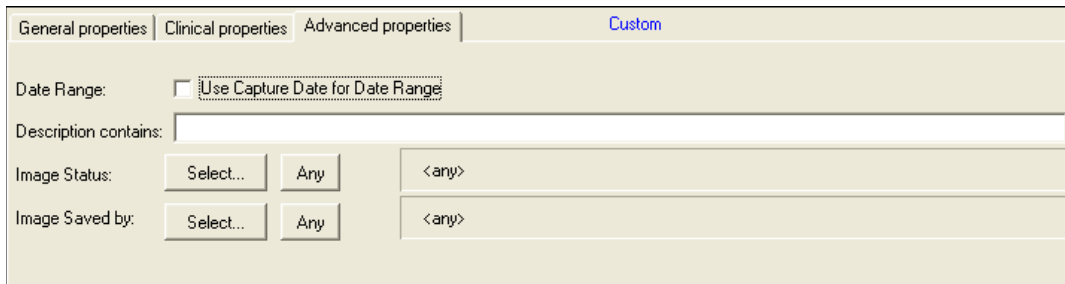 General properties Clinical properties Advanced properties Custom
Date Range: Use Capture Date for Date Range
Description contains:
Image Status: Select... Any <any>
Image Saved by: Select... Any <any>